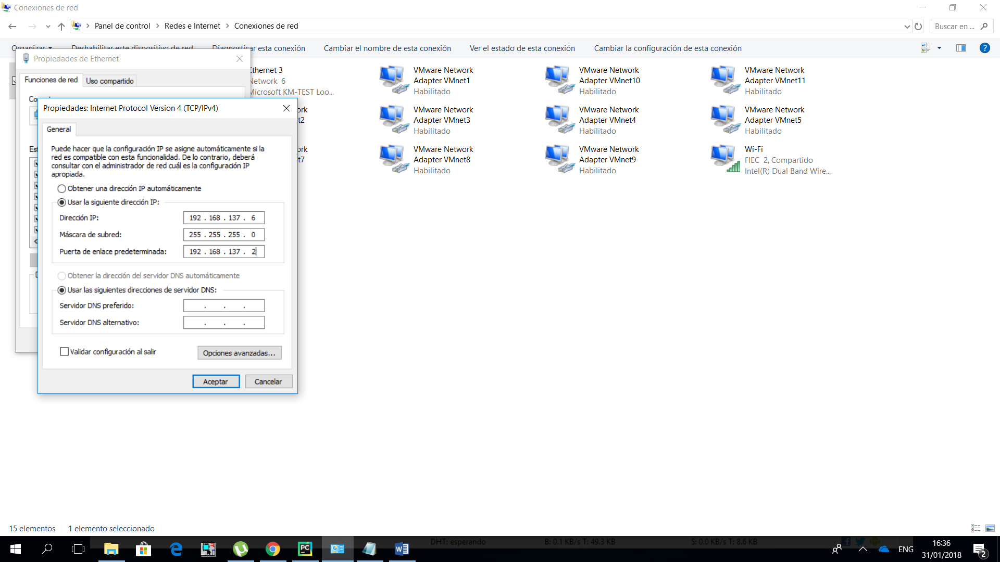 Conexiones de red
Panel de control
Redes e Internet
Conexiones de red
Buscar en ...
Organizar
Deshabilitar este dispositivo de red
Diagnosticar esta conexión
Cambiar el nombre de esta conexión
Ver el estado de esta conexión
Cambiar la configuración de esta conexión
Propiedades de Ethernet
Funciones de red
Uso compartido
Ethernet 3
Network 6
Microsoft KM-TEST Loo...
VMware Network
Adapter VMnet1
Habilitado
VMware Network
Adapter VMnet10
Habilitado
VMware Network
Adapter VMnet11
Habilitado
VMware Network
Adapter VMnet3
Habilitado
VMware Network
Adapter VMnet4
Habilitado
VMware Network
Adapter VMnet5
Habilitado
VMware Network
Adapter VMnet8
Habilitado
VMware Network
Adapter VMnet9
Habilitado
Wi-Fi
FIEC 2, Compartido
Intel(R) Dual Band Wire...
Propiedades: Internet Protocol Version 4 (TCP/IPv4)
General
Puede hacer que la configuración IP se asigne automáticamente si la
red es compatible con esta funcionalidad. De lo contrario, deberá
consultar con el administrador de red cuál es la configuración IP
apropiada.
Obtener una dirección IP automáticamente
Usar la siguiente dirección IP:
Dirección IP: 192 . 168 . 137 . 6
Máscara de subred: 255 . 255 . 255 . 0
Puerta de enlace predeterminada: 192 . 168 . 137 . 2
Obtener la dirección del servidor DNS automáticamente
Usar las siguientes direcciones de servidor DNS:
Servidor DNS preferido: . . .
Servidor DNS alternativo: . . .
Validar configuración al salir
Opciones avanzadas...
Aceptar
Cancelar
15 elementos
1 elemento seleccionado
DHT: esperando
B: 0.1 KB/s T: 49.3 KB
S: 0.0 KB/s T: 8.6 KB
ENG
16:36
31/01/2018
2